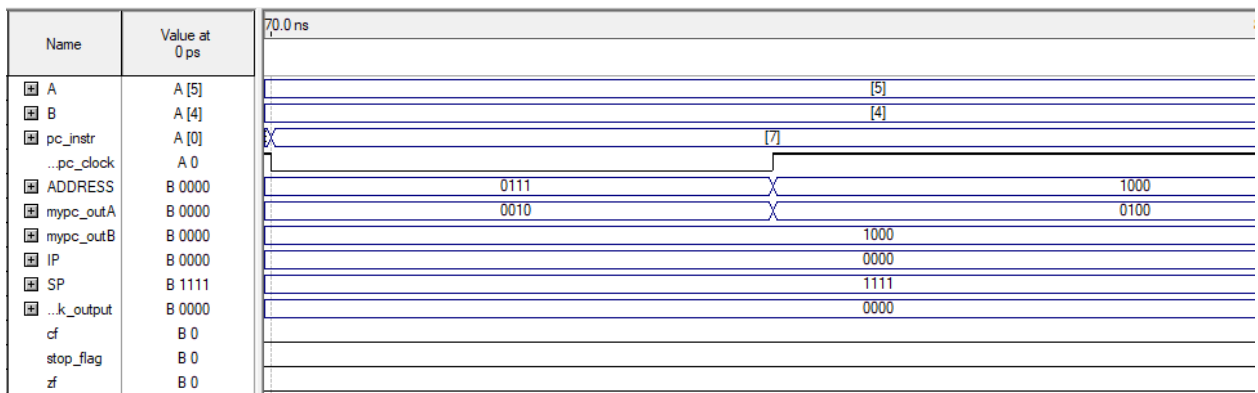 Name Value at 0 ps 70.0 ns
A A [5] [5]
B A [4] [4]
pc_instr A [0] [7]
...pc_clock A 0
ADDRESS B 0000 0111 1000
mypc_outA B 0000 0010 0100
mypc_outB B 0000 1000
IP B 0000 0000
SP B 1111 1111
...k_output B 0000 0000
cf B 0
stop_flag B 0
zf B 0